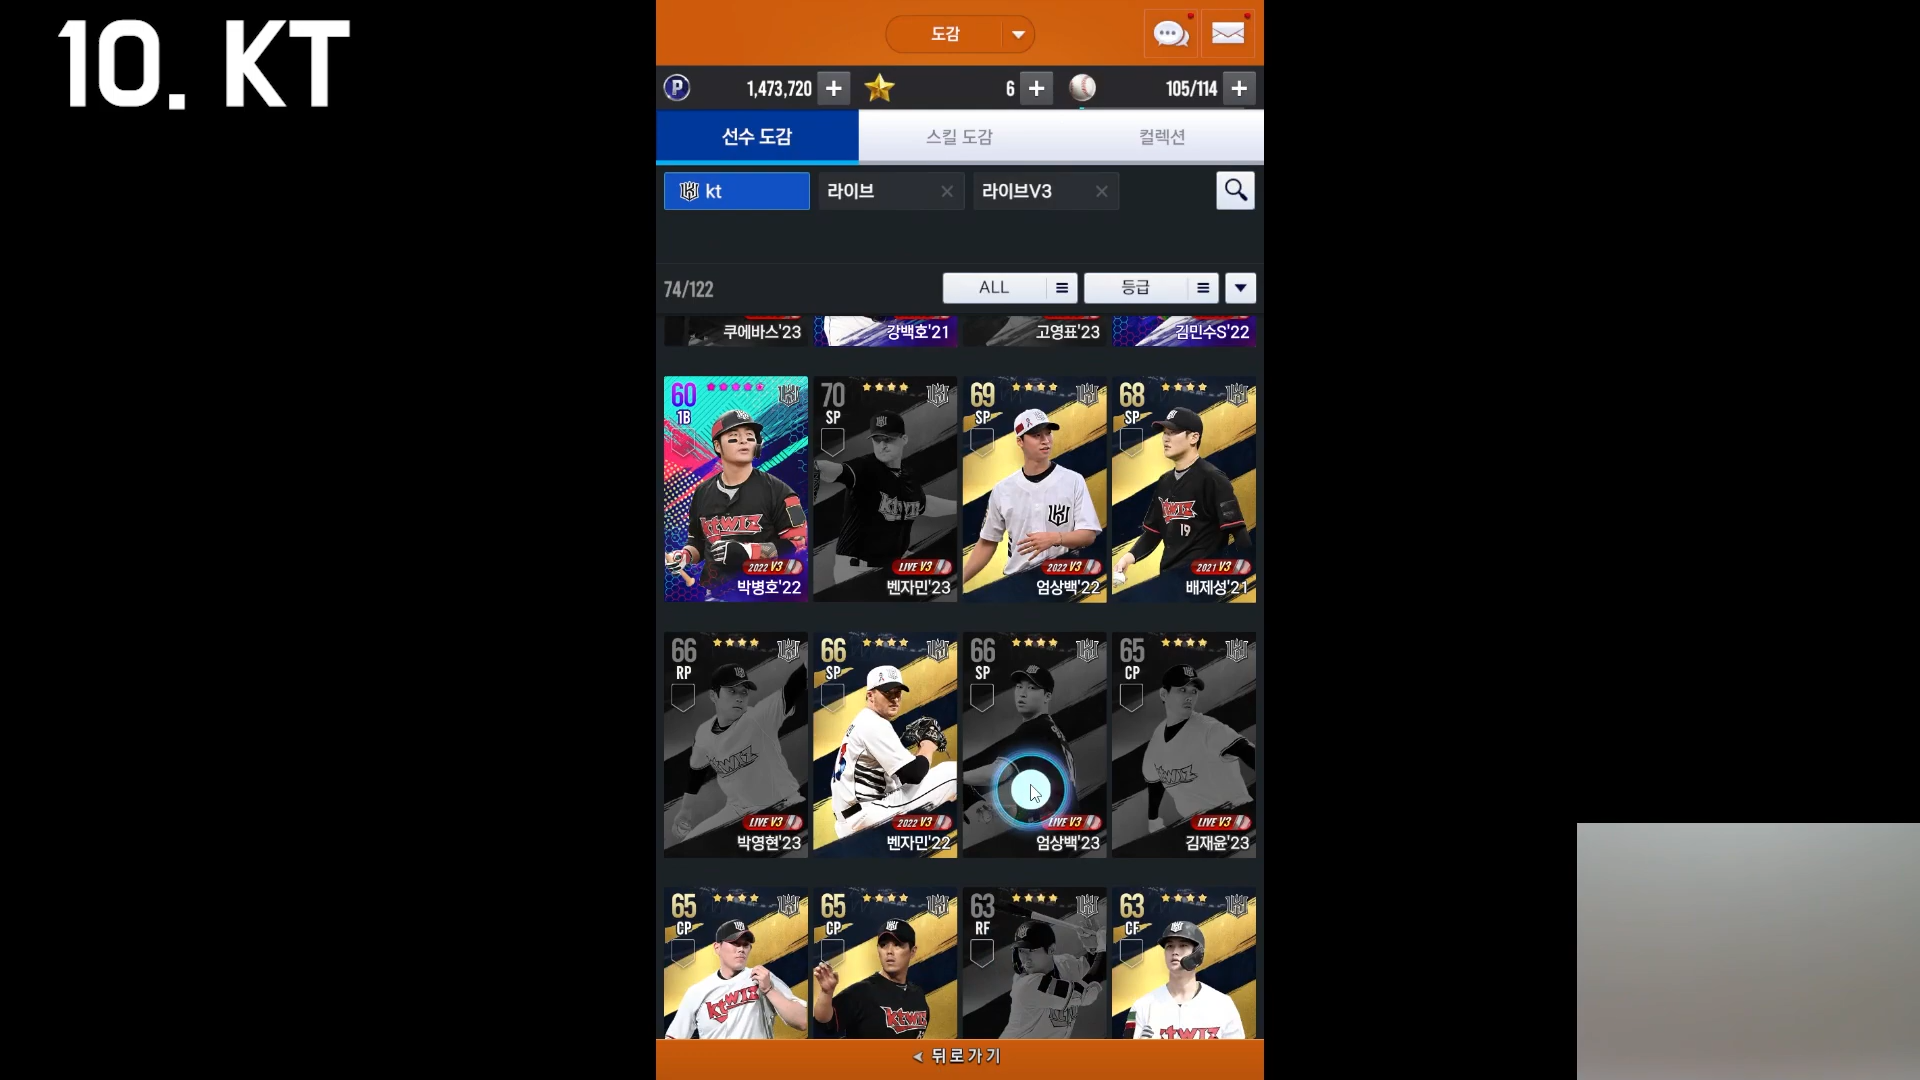 10. KT
도감
1,473,720
6
105/114
선수 도감
스킬 도감
컬렉션
kt
라이브
라이브V3
74/122
ALL
등급
쿠에바스'23
강백호'21
고영표'23
김민수S'22
60
1B
2022 V3
박병호'22
70
SP
LIVE V3
벤자민'23
69
SP
2022 V3
엄상백'22
68
SP
19
2021 V3
배제성'21
66
RP
LIVE V3
박영현'23
66
SP
2022 V3
벤자민'22
66
SP
LIVE V3
엄상백'23
65
CP
LIVE V3
김재윤'23
65
CP
65
CP
63
RF
63
CF
뒤로가기